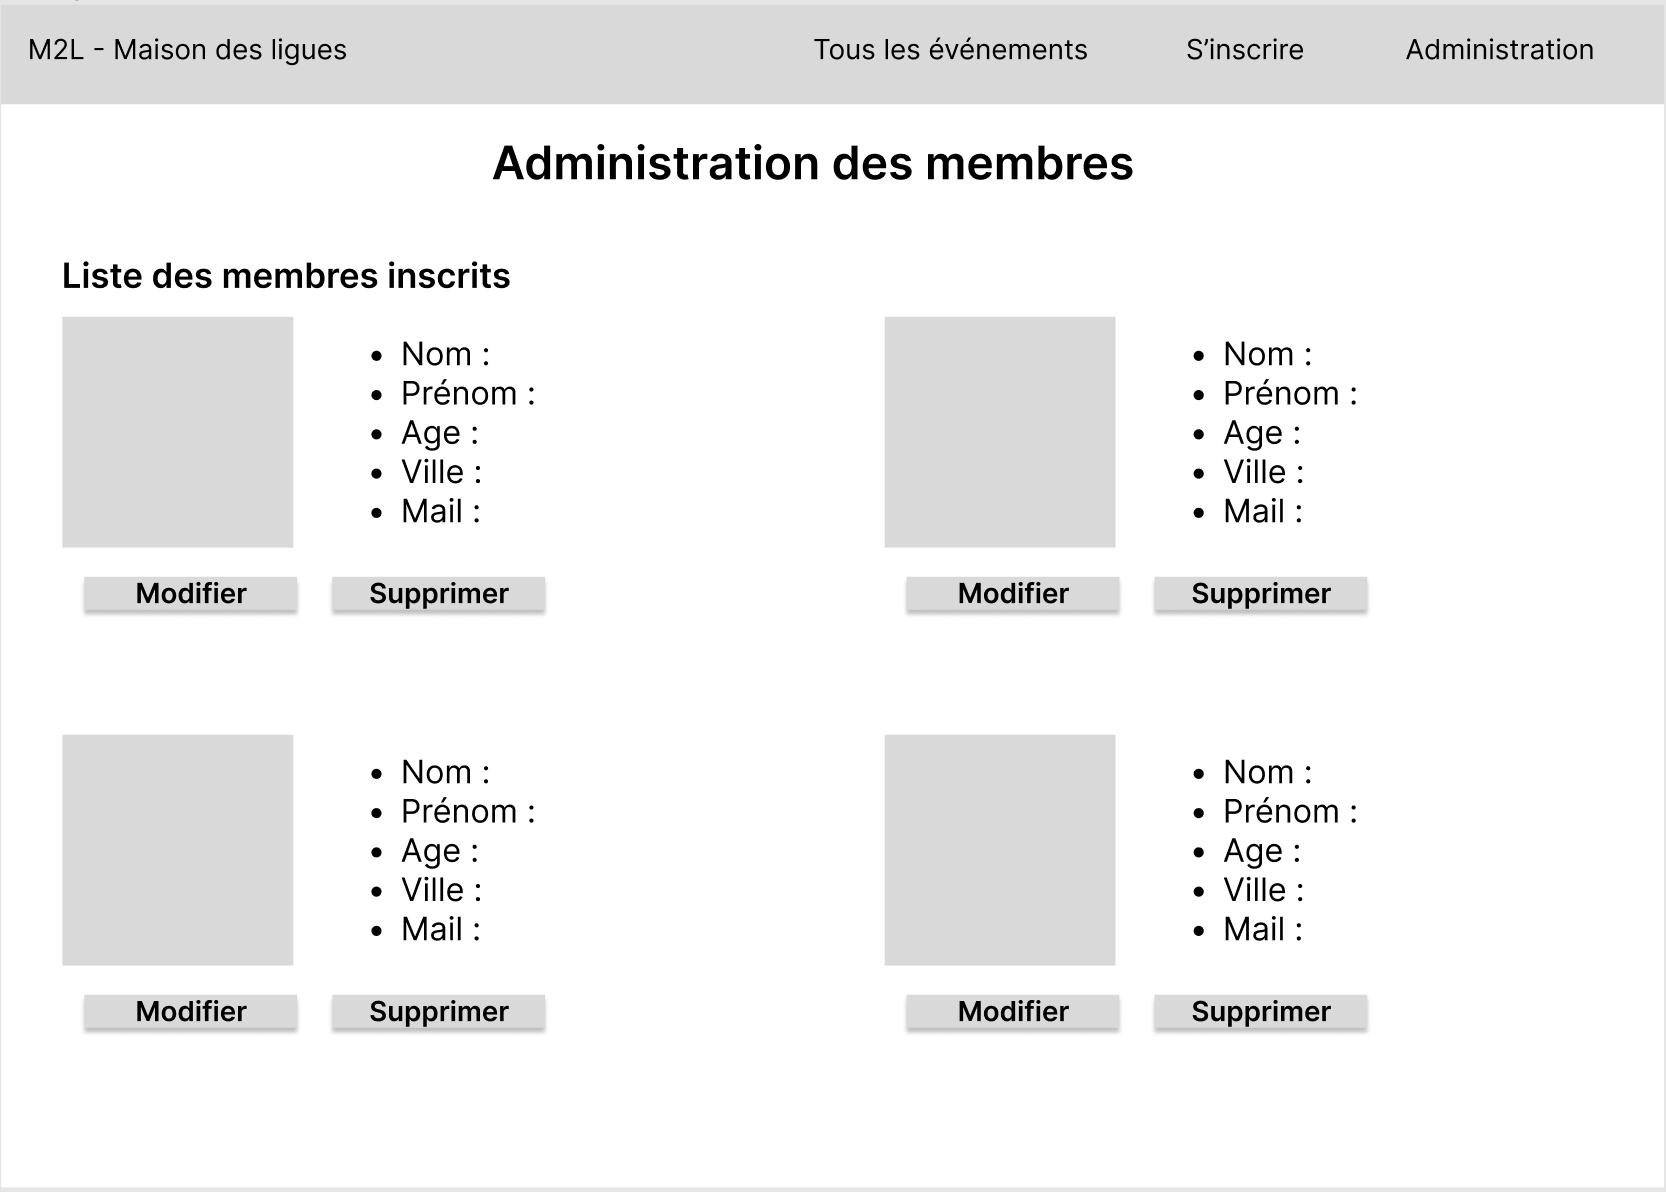 M2L - Maison des ligues
Tous les événements
S’inscrire
Administration
Administration des membres
Liste des membres inscrits
• Nom :
• Prénom :
• Age :
• Ville :
• Mail :
Modifier
Supprimer
• Nom :
• Prénom :
• Age :
• Ville :
• Mail :
Modifier
Supprimer
• Nom :
• Prénom :
• Age :
• Ville :
• Mail :
Modifier
Supprimer
• Nom :
• Prénom :
• Age :
• Ville :
• Mail :
Modifier
Supprimer